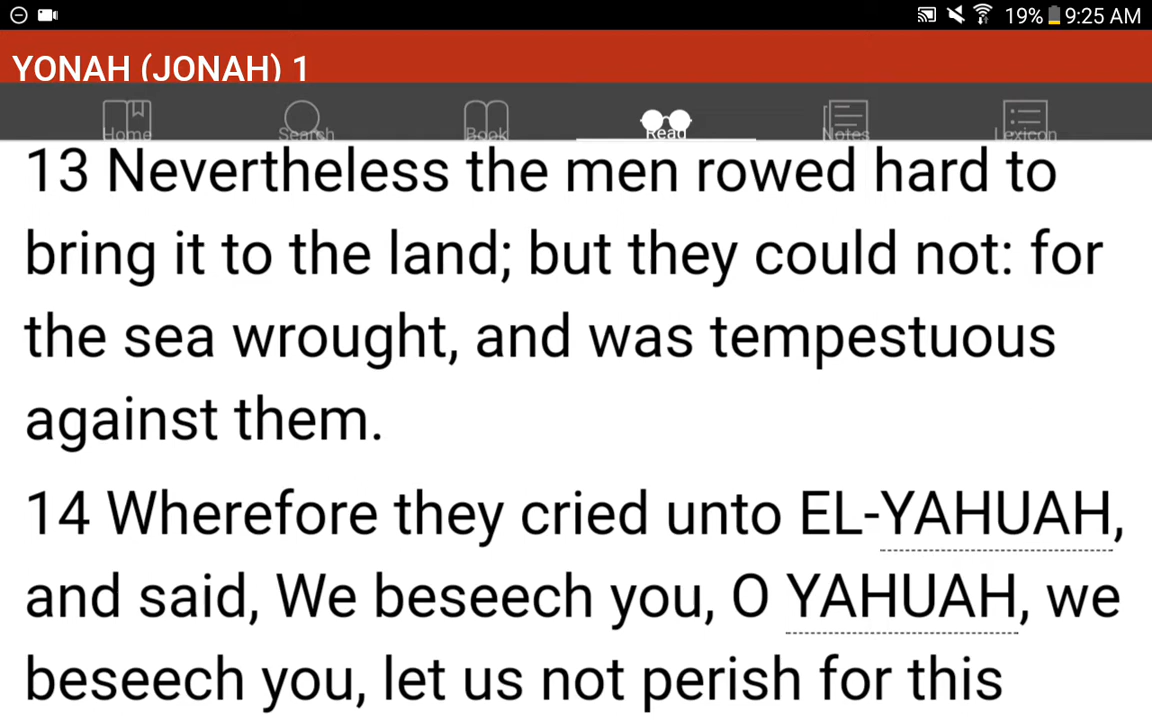 19% 9:25 AM
YONAH (JONAH) 1
Home Search Book Read Notes Lexicon
13 Nevertheless the men rowed hard to
bring it to the land; but they could not: for
the sea wrought, and was tempestuous
against them.
14 Wherefore they cried unto EL-YAHUAH,
and said, We beseech you, O YAHUAH, we
beseech you, let us not perish for this